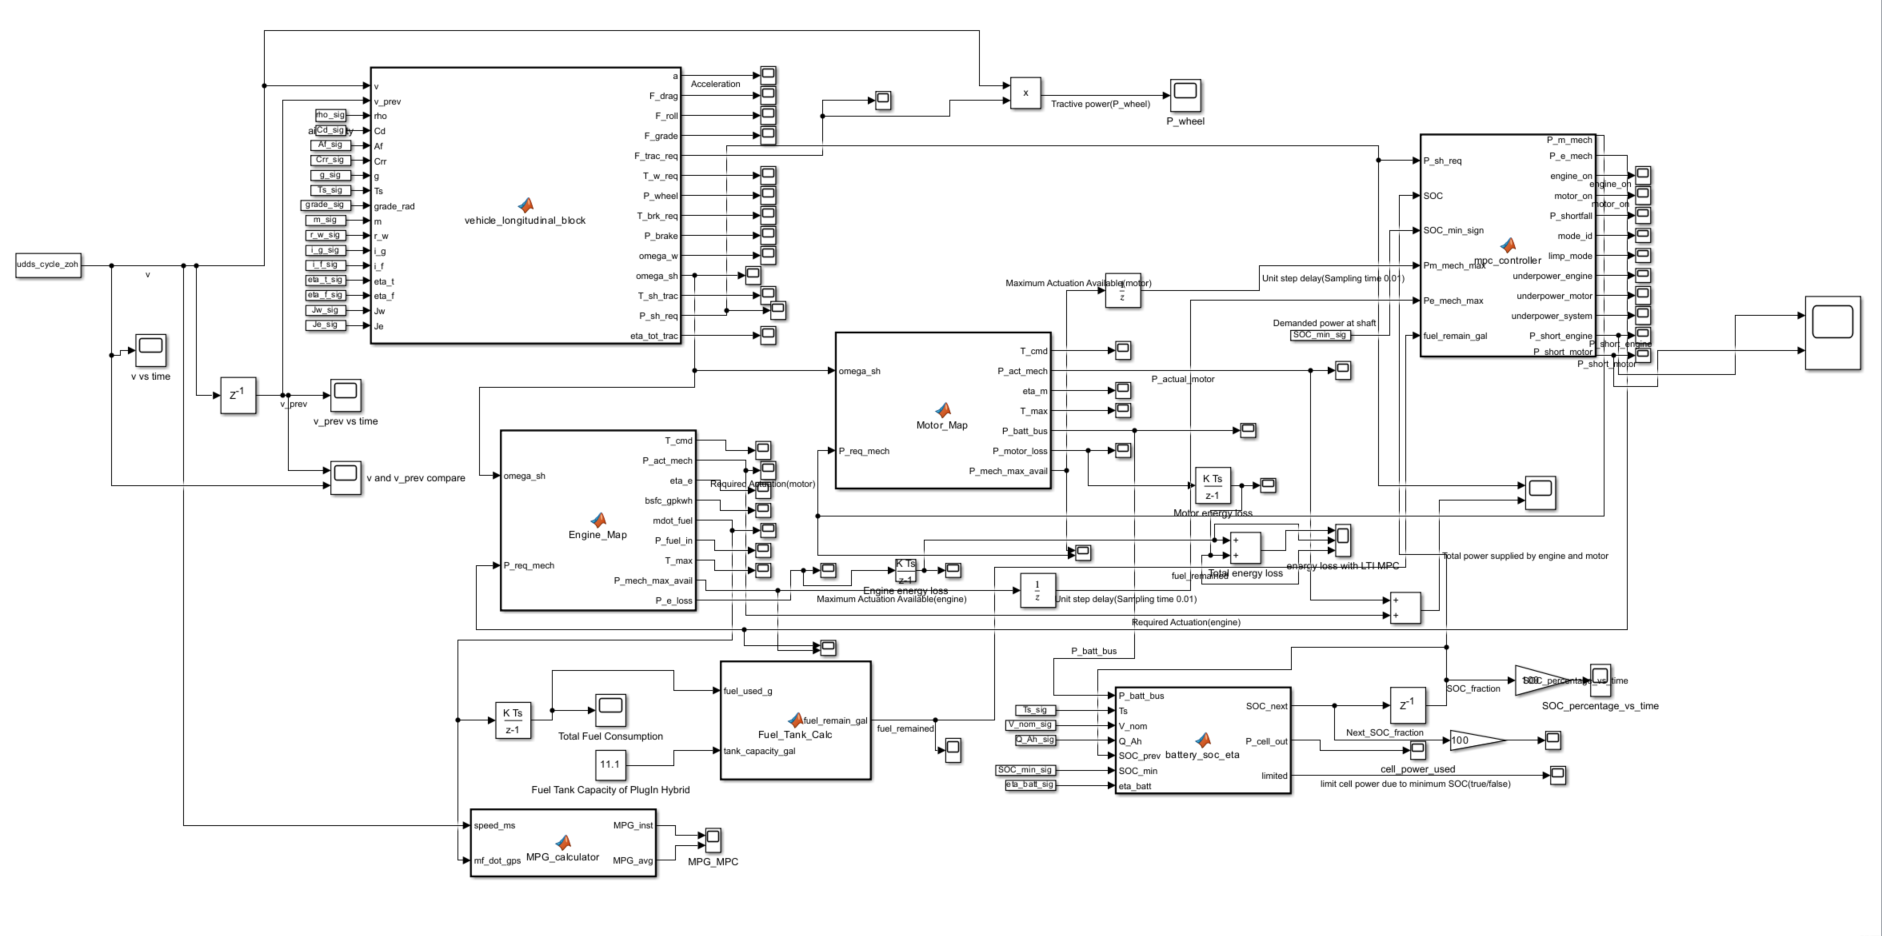 udds_cycle_zoh
v
v vs time
z-1
v_prev
v_prev vs time
v and v_prev compare
v
v_prev
rho
Cd
Af
Crr
g
Ts
grade_rad
m
r_w
i_g
i_f
eta_t
eta_f
Jw
Je
rho_sig
Cd_sig
Af_sig
Crr_sig
g_sig
Ts_sig
grade_sig
m_sig
r_w_sig
i_g_sig
i_f_sig
eta_t_sig
eta_f_sig
Jw_sig
Je_sig
vehicle_longitudinal_block
a
F_drag
F_roll
F_grade
F_trac_req
T_w_req
P_wheel
T_brk_req
P_brake
omega_w
omega_sh
T_sh_trac
P_sh_req
eta_tot_trac
Acceleration
x
Tractive power(P_wheel)
P_wheel
P_sh_req
SOC
SOC_min_sign
Pm_mech_max
Pe_mech_max
fuel_remain_gal
mpc_controller
P_m_mech
P_e_mech
engine_on
motor_on
P_shortfall
mode_id
limp_mode
underpower_engine
underpower_motor
underpower_system
P_short_engine
P_short_motor
engine_on
motor_on
P_short_engine
P_short_motor
Maximum Actuation Available(motor)
1
z
Unit step delay(Sampling time 0.01)
Demanded power at shaft
SOC_min_sig
omega_sh
P_req_mech
Motor_Map
T_cmd
P_act_mech
eta_m
T_max
P_batt_bus
P_motor_loss
P_mech_max_avail
P_actual_motor
omega_sh
P_req_mech
Engine_Map
T_cmd
P_act_mech
eta_e
bsfc_gpkwh
mdot_fuel
P_fuel_in
T_max
P_mech_max_avail
P_e_loss
Required Actuation(motor)
K Ts
z-1
Motor energy loss
K Ts
z-1
Engine energy loss
+
+
Total energy loss
energy loss with LTI MPC
Total power supplied by engine and motor
fuel_remained
Maximum Actuation Available(engine)
1
z
Unit step delay(Sampling time 0.01)
+
+
Required Actuation(engine)
K Ts
z-1
Total Fuel Consumption
11.1
Fuel Tank Capacity of PlugIn Hybrid
fuel_used_g
tank_capacity_gal
fuel_remain_gal
Fuel_Tank_Calc
fuel_remained
P_batt_bus
P_batt_bus
Ts
V_nom
Q_Ah
SOC_prev
SOC_min
eta_batt
Ts_sig
V_nom_sig
Q_Ah_sig
SOC_min_sig
eta_batt_sig
battery_soc_eta
SOC_next
P_cell_out
limited
z-1
SOC_fraction
SOC_percentage_vs_time
SOC_percentage_vs_time
Next_SOC_fraction
100
cell_power_used
limit cell power due to minimum SOC(true/false)
speed_ms
mf_dot_gps
MPG_calculator
MPG_inst
MPG_avg
MPG_MPC